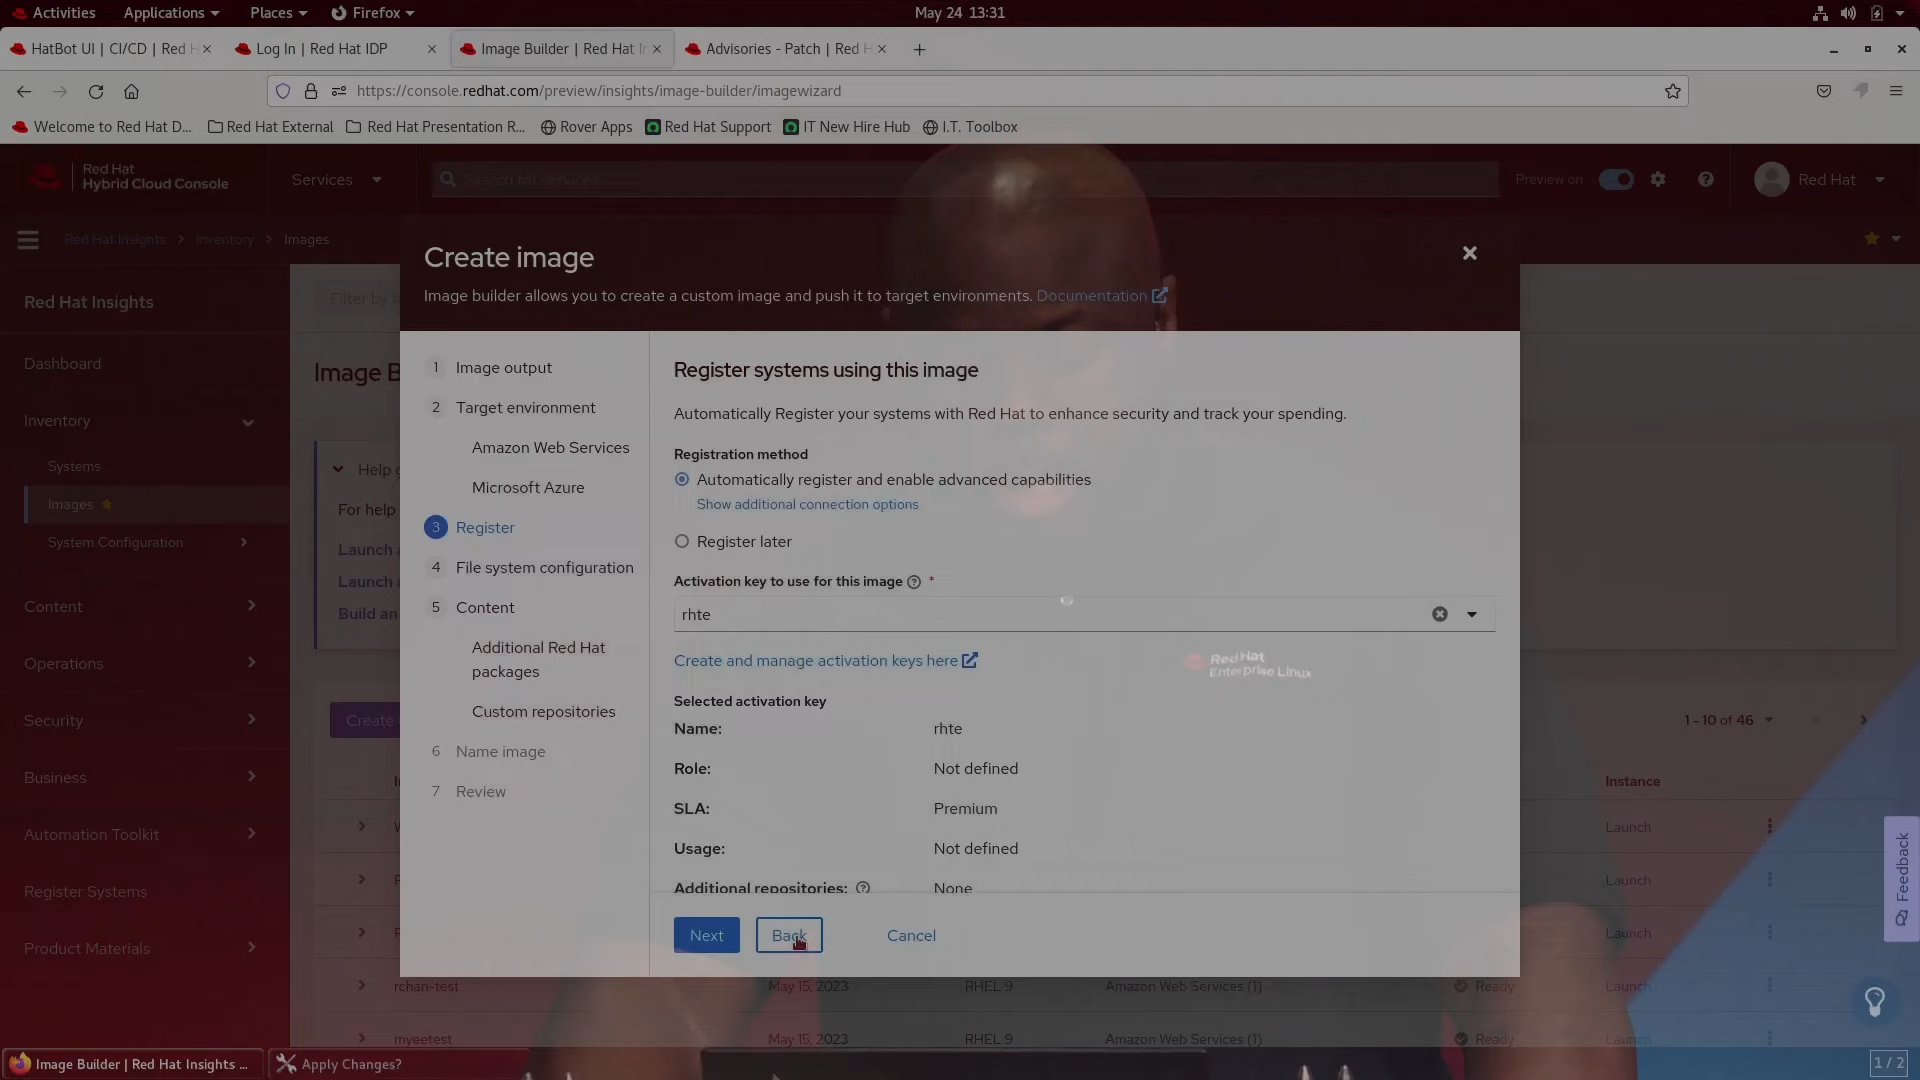 Activities Applications Places Firefox May 24 13:31
HatBot UI | CI/CD | Red H Log In | Red Hat IDP Image Builder | Red Hat In Advisories - Patch | Red H
https://console.redhat.com/preview/insights/image-builder/imagewizard
Welcome to Red Hat D... Red Hat External Red Hat Presentation R... Rover Apps Red Hat Support IT New Hire Hub I.T. Toolbox
Red Hat
Hybrid Cloud Console
Services
Search for services
Preview on
Red Hat
Red Hat Insights Inventory Images
Red Hat Insights
Dashboard
Inventory
Systems
Images
System Configuration
Content
Operations
Security
Business
Automation Toolkit
Register Systems
Product Materials
Filter by
Image B
Help
For help
Launch
Launch
Build an
Create
Create image
Image builder allows you to create a custom image and push it to target environments. Documentation
1 Image output
2 Target environment
Amazon Web Services
Microsoft Azure
3 Register
4 File system configuration
5 Content
Additional Red Hat
packages
Custom repositories
6 Name image
7 Review
Register systems using this image
Automatically Register your systems with Red Hat to enhance security and track your spending.
Registration method
Automatically register and enable advanced capabilities
Show additional connection options
Register later
Activation key to use for this image *
rhte
Create and manage activation keys here
Red Hat
Enterprise Linux
Selected activation key
Name: rhte
Role: Not defined
SLA: Premium
Usage: Not defined
Additional repositories: None
Next Back Cancel
1 - 10 of 46
Instance
Launch
Launch
Launch
rchan-test May 15, 2023 RHEL 9 Amazon Web Services (1) Ready Launch
myeetest May 15, 2023 RHEL 9 Amazon Web Services (1) Ready Launch
Feedback
Image Builder | Red Hat Insights ... Apply Changes? 1 / 2